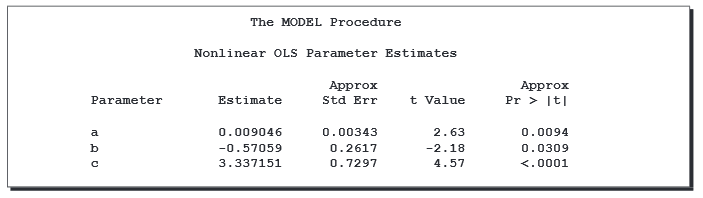 The MODEL Procedure
Nonlinear OLS Parameter Estimates
Approx Approx
Parameter Estimate Std Err t Value Pr > |t|
a 0.009046 0.00343 2.63 0.0094
b -0.57059 0.2617 -2.18 0.0309
c 3.337151 0.7297 4.57 <.0001